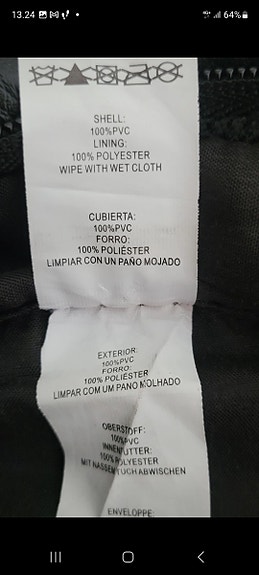 13.24
64%
SHELL:
100%PVC
LINING:
100% POLYESTER
WIPE WITH WET CLOTH
CUBIERTA:
100%PVC
FORRO:
100% POLIÉSTER
LIMPIAR CON UN PAÑO MOJADO
EXTERIOR:
100%PVC
FORRO:
100% POLIÉSTER
LIMPAR COM UM PANO MOLHADO
OBERSTOFF:
100%PVC
INNENFUTTER:
100% POLYESTER
MIT NASSEM TUCH ABWISCHEN
ENVELOPPE: